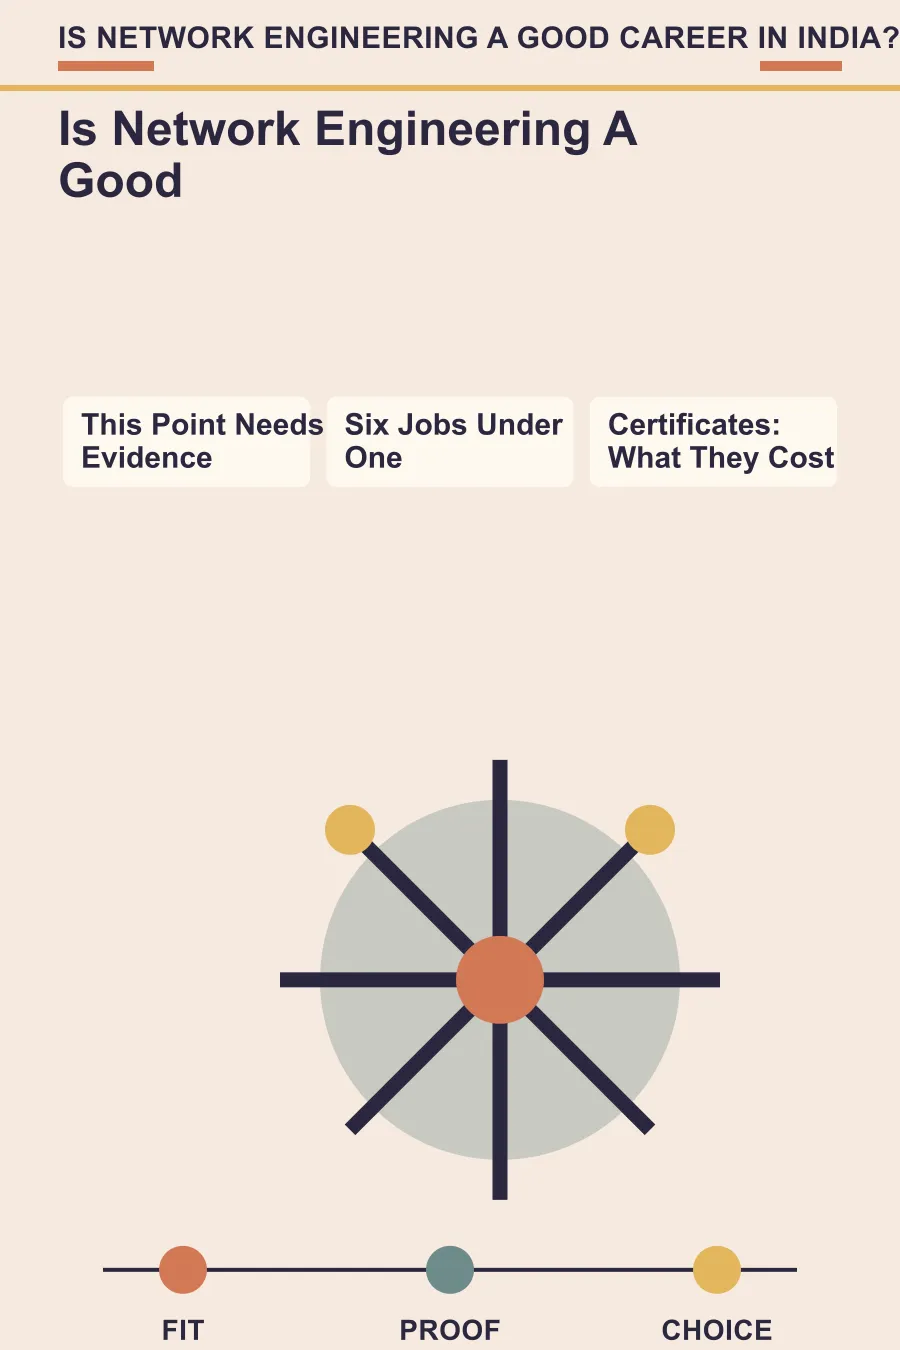 IS NETWORK ENGINEERING A GOOD CAREER IN INDIA?
Is Network Engineering A
Good
This Point Needs
Evidence
Six Jobs Under
One
Certificates:
What They Cost
FIT
PROOF
CHOICE